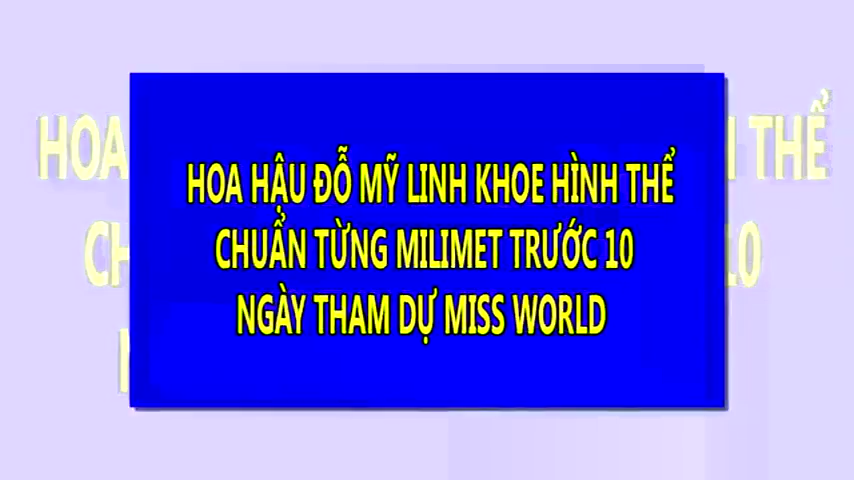 HOA HẬU ĐỖ MỸ LINH KHOE HÌNH THỂ
CHUẨN TỪNG MILIMET TRƯỚC 10
NGÀY THAM DỰ MISS WORLD